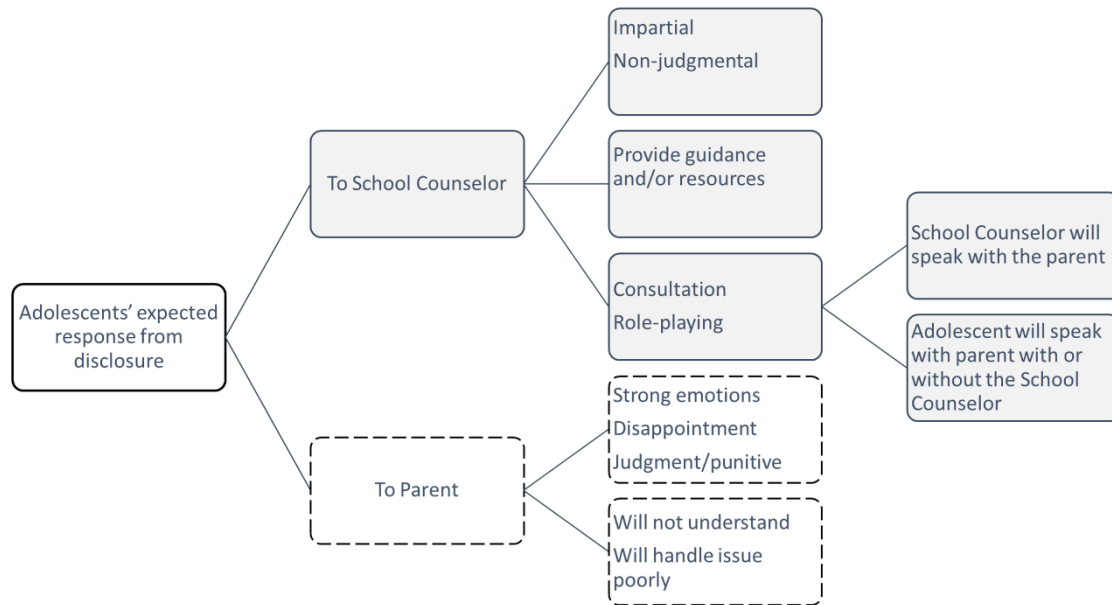 Impartial
Non-judgmental
To School Counselor
Provide guidance
and/or resources
School Counselor will
speak with the parent
Adolescents’ expected
response from
disclosure
Consultation
Role-playing
Adolescent will speak
with parent with or
without the School
Counselor
To Parent
Strong emotions
Disappointment
Judgment/punitive
Will not understand
Will handle issue
poorly